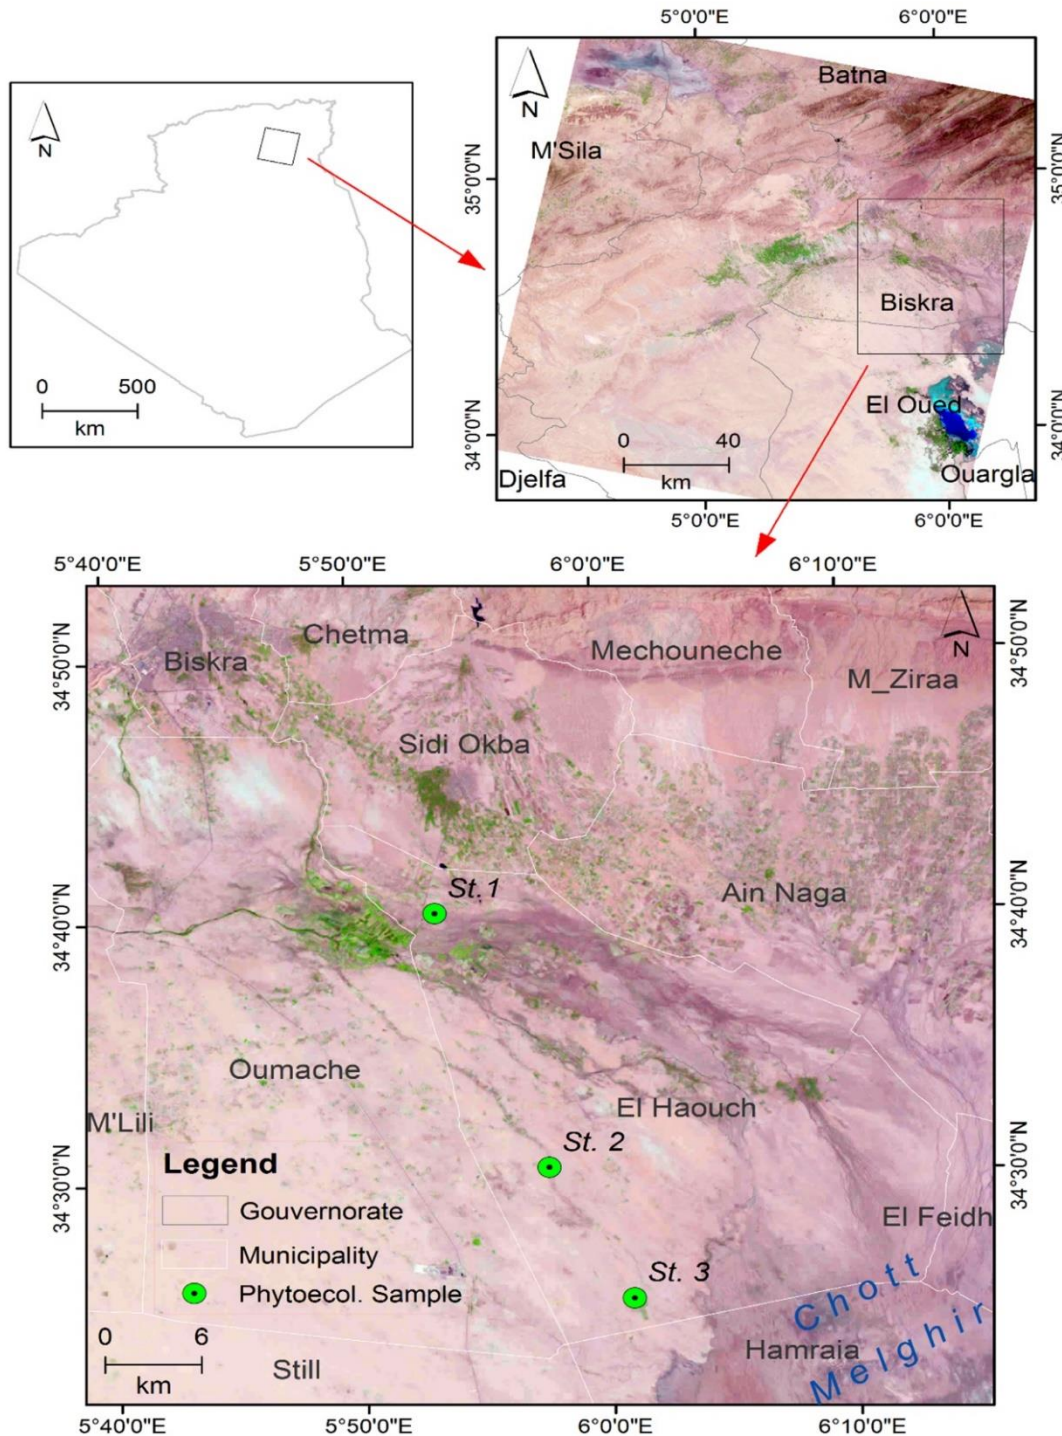 N
0 500
km
5°0'0"E 6°0'0"E
N
Batna
M'Sila
35°0'0"N
35°0'0"N
Biskra
El Oued
34°0'0"N
34°0'0"N
0 40
km
Djelfa
Ouargla
5°0'0"E 6°0'0"E
5°40'0"E 5°50'0"E 6°0'0"E 6°10'0"E
N
Chetma
Biskra
Mechouneche
M_Ziraa
34°50'0"N
34°50'0"N
Sidi Okba
St.1
Ain Naga
34°40'0"N
34°40'0"N
Oumache
M'Lili
El Haouch
St. 2
34°30'0"N
34°30'0"N
Legend
Gouvernorate
Municipality
Phytoecol. Sample
El Feidh
St. 3
Chott
Melghir
Hamraia
0 6
km
Still
5°40'0"E 5°50'0"E 6°0'0"E 6°10'0"E